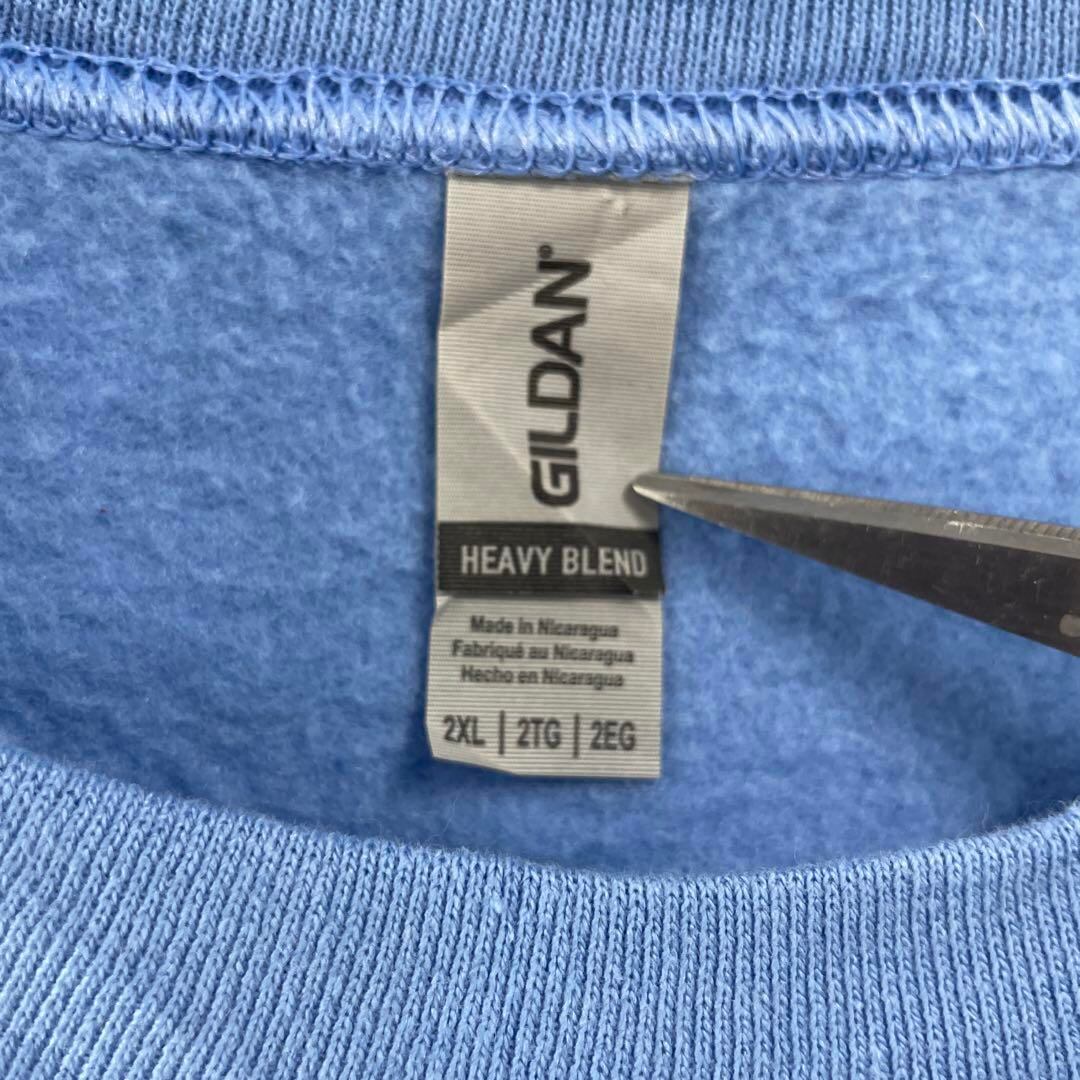 GILDAN®
HEAVY BLEND
Made in Nicaragua
Fabriqué au Nicaragua
Hecho en Nicaragua
2XL | 2TG | 2EG